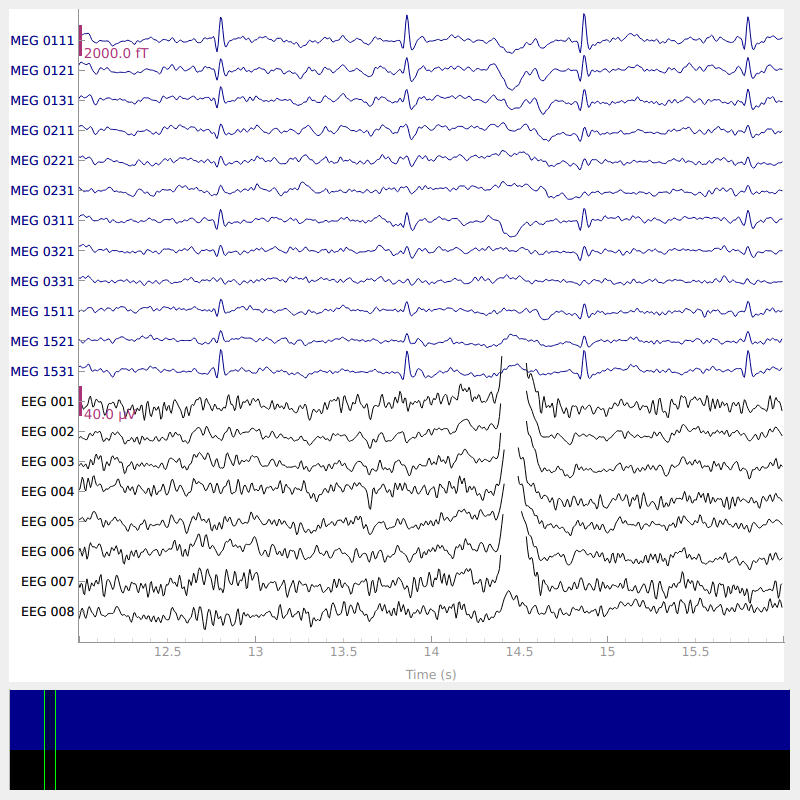 MEG 0111
2000.0 fT
MEG 0121
MEG 0131
MEG 0211
MEG 0221
MEG 0231
MEG 0311
MEG 0321
MEG 0331
MEG 1511
MEG 1521
MEG 1531
EEG 001
40.0 µV
EEG 002
EEG 003
EEG 004
EEG 005
EEG 006
EEG 007
EEG 008
12.5 13 13.5 14 14.5 15 15.5
Time (s)